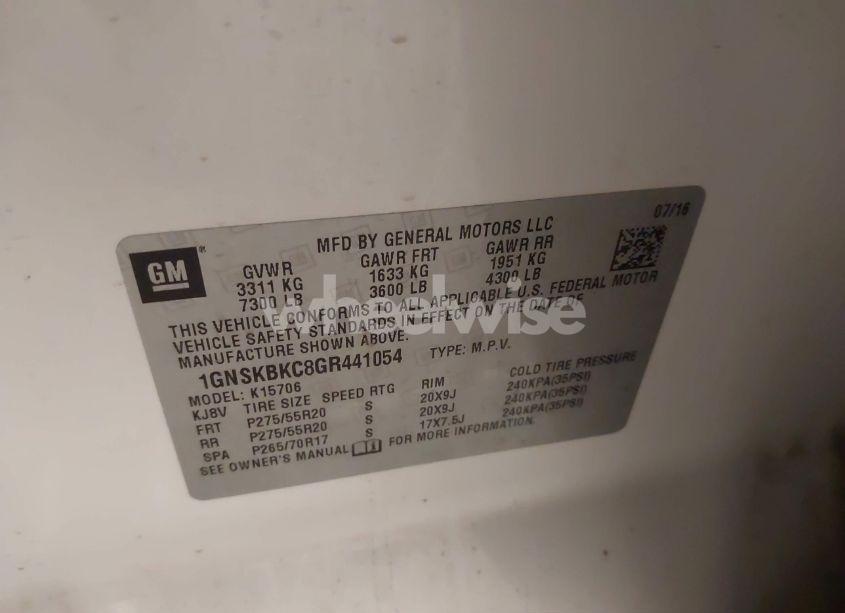 07/16
GM®
MFD BY GENERAL MOTORS LLC
GVWR GAWR FRT GAWR RR
3311 KG 1633 KG 1951 KG
7300 LB 3600 LB 4300 LB
THIS VEHICLE CONFORMS TO ALL APPLICABLE U.S. FEDERAL MOTOR
VEHICLE SAFETY STANDARDS IN EFFECT ON THE DATE OF
MANUFACTURE SHOWN ABOVE.
1GNSKBKC8GR441054 TYPE: M.P.V.
MODEL: K15706
KJ8V TIRE SIZE SPEED RTG RIM COLD TIRE PRESSURE
FRT P275/55R20 S 20X9J 240KPA(35PSI)
RR P275/55R20 S 20X9J 240KPA(35PSI)
SPA P265/70R17 S 17X7.5J 240KPA(35PSI)
SEE OWNER'S MANUAL FOR MORE INFORMATION.
wheelwise